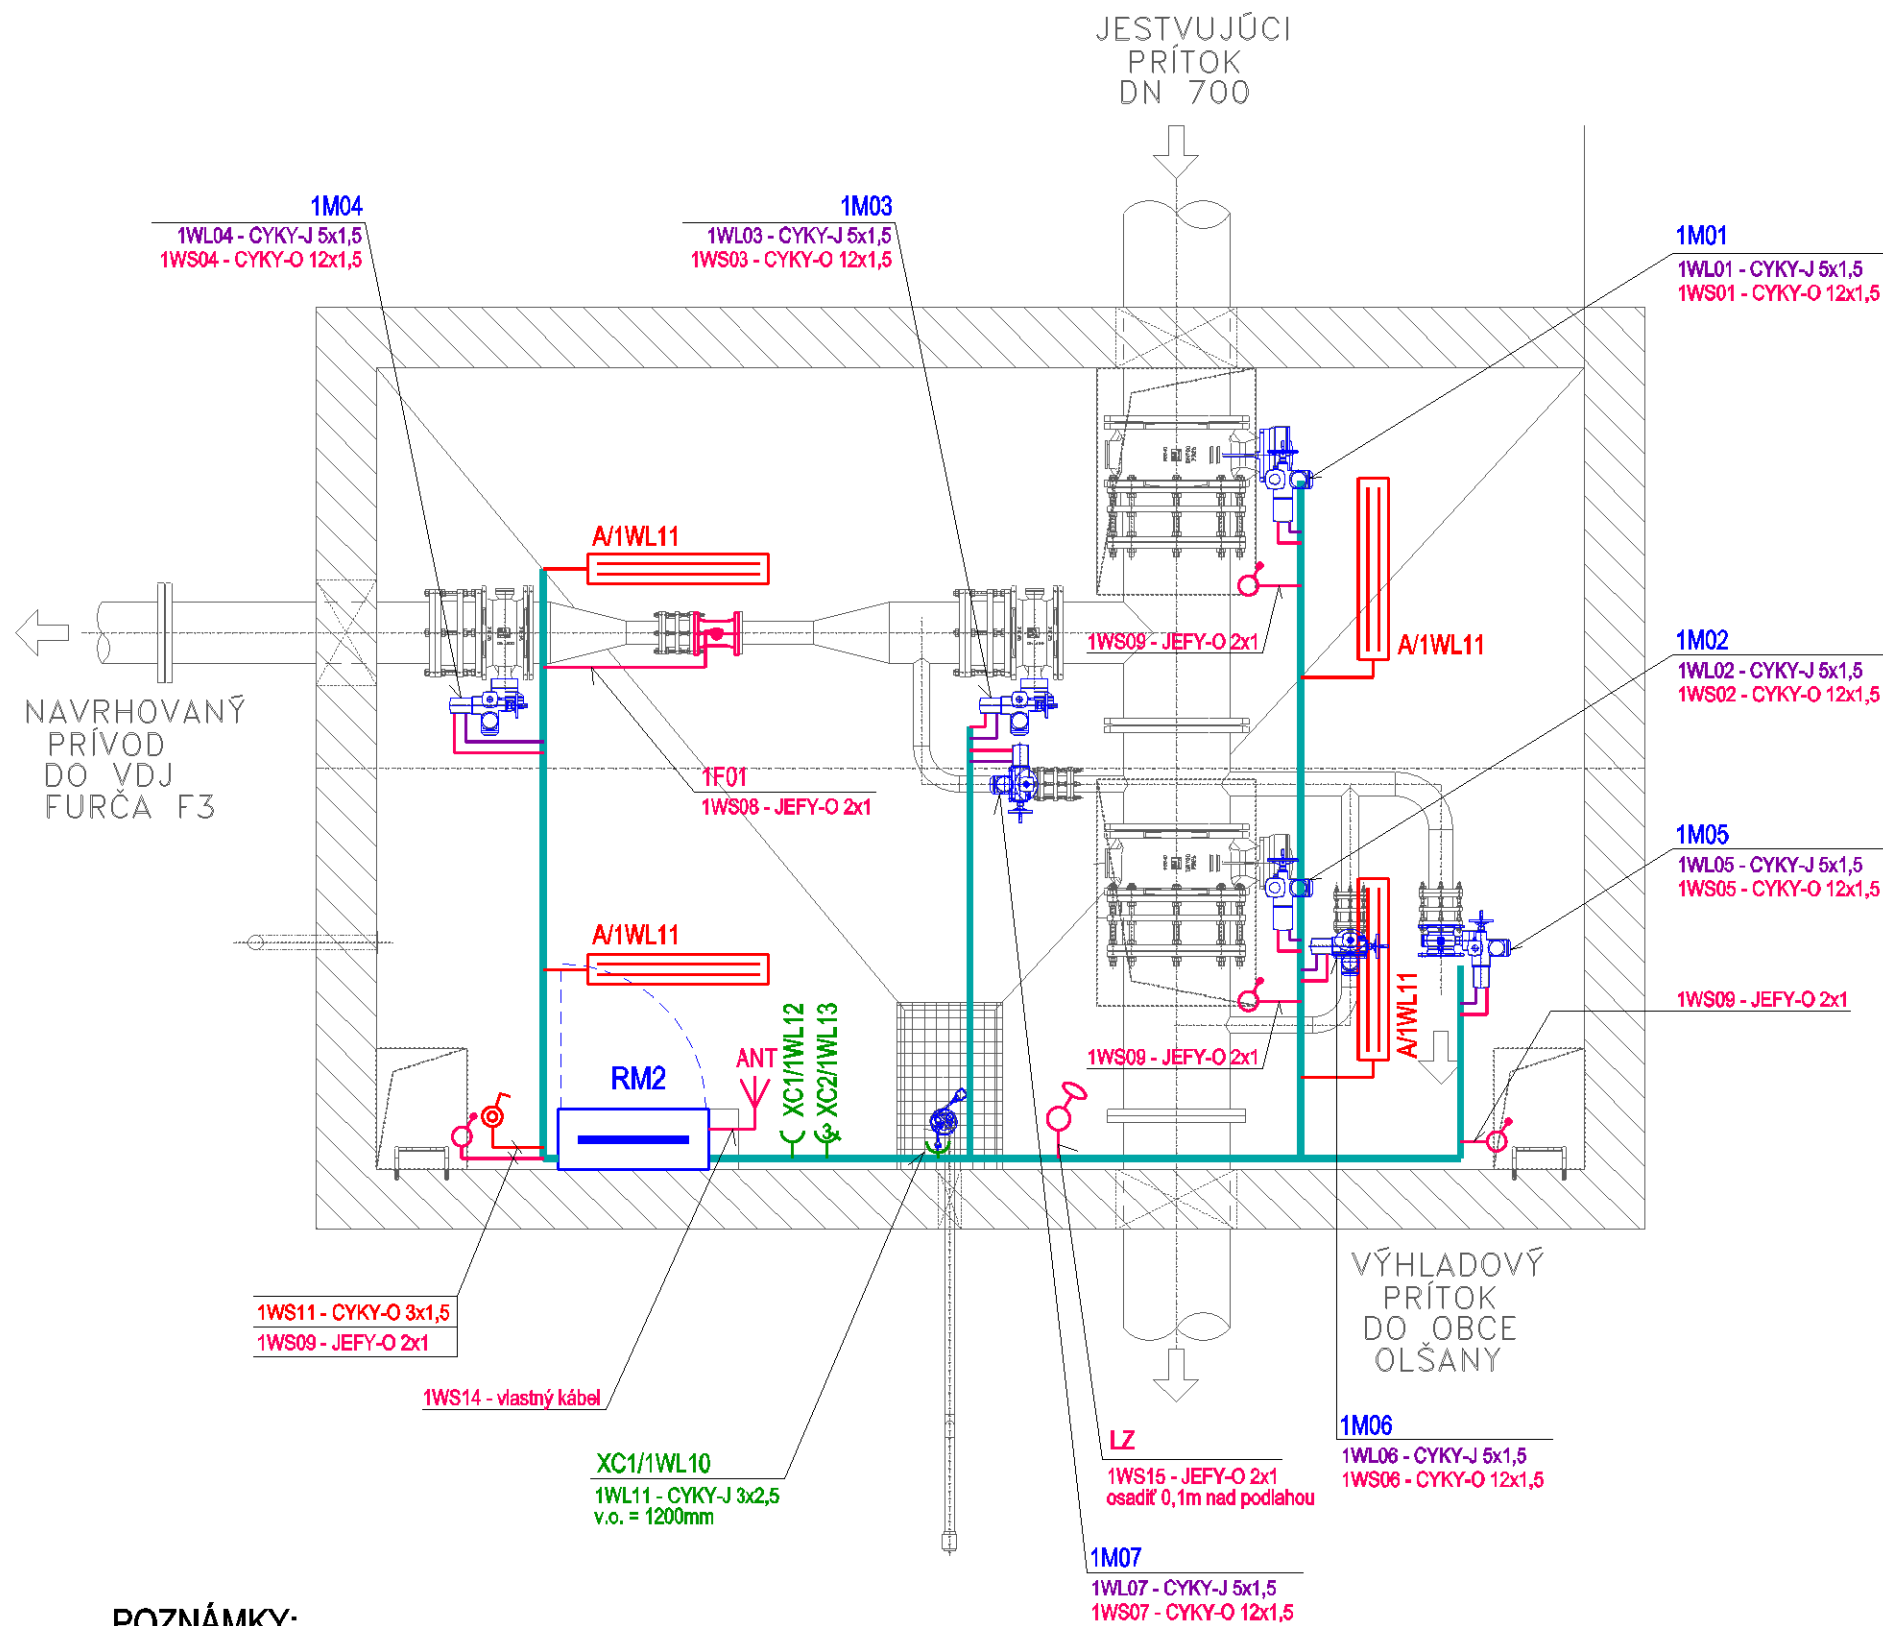 JESTVUJÚCI
PRÍTOK
DN 700
1M04
1WL04 - CYKY-J 5x1,5
1WS04 - CYKY-O 12x1,5
1M03
1WL03 - CYKY-J 5x1,5
1WS03 - CYKY-O 12x1,5
1M01
1WL01 - CYKY-J 5x1,5
1WS01 - CYKY-O 12x1,5
A/1WL11
1WS09 - JEFY-O 2x1
A/1WL11
1M02
1WL02 - CYKY-J 5x1,5
1WS02 - CYKY-O 12x1,5
NAVRHOVANÝ
PRÍVOD
DO VDJ
FURČA F3
1F01
1WS08 - JEFY-O 2x1
1M05
1WL05 - CYKY-J 5x1,5
1WS05 - CYKY-O 12x1,5
A/1WL11
1WS09 - JEFY-O 2x1
A/1WL11
XC1/1WL12
XC2/1WL13
ANT
RM2
1WS09 - JEFY-O 2x1
3
1WS11 - CYKY-O 3x1,5
1WS09 - JEFY-O 2x1
VÝHLADOVÝ
PRÍTOK
DO OBCE
OLŠANY
1WS14 - vlastný kábel
XC1/1WL10
1WL11 - CYKY-J 3x2,5
v.o. = 1200mm
LZ
1WS15 - JEFY-O 2x1
osadiť 0,1m nad podlahou
1M06
1WL06 - CYKY-J 5x1,5
1WS06 - CYKY-O 12x1,5
1M07
1WL07 - CYKY-J 5x1,5
1WS07 - CYKY-O 12x1,5
POZNÁMKY: